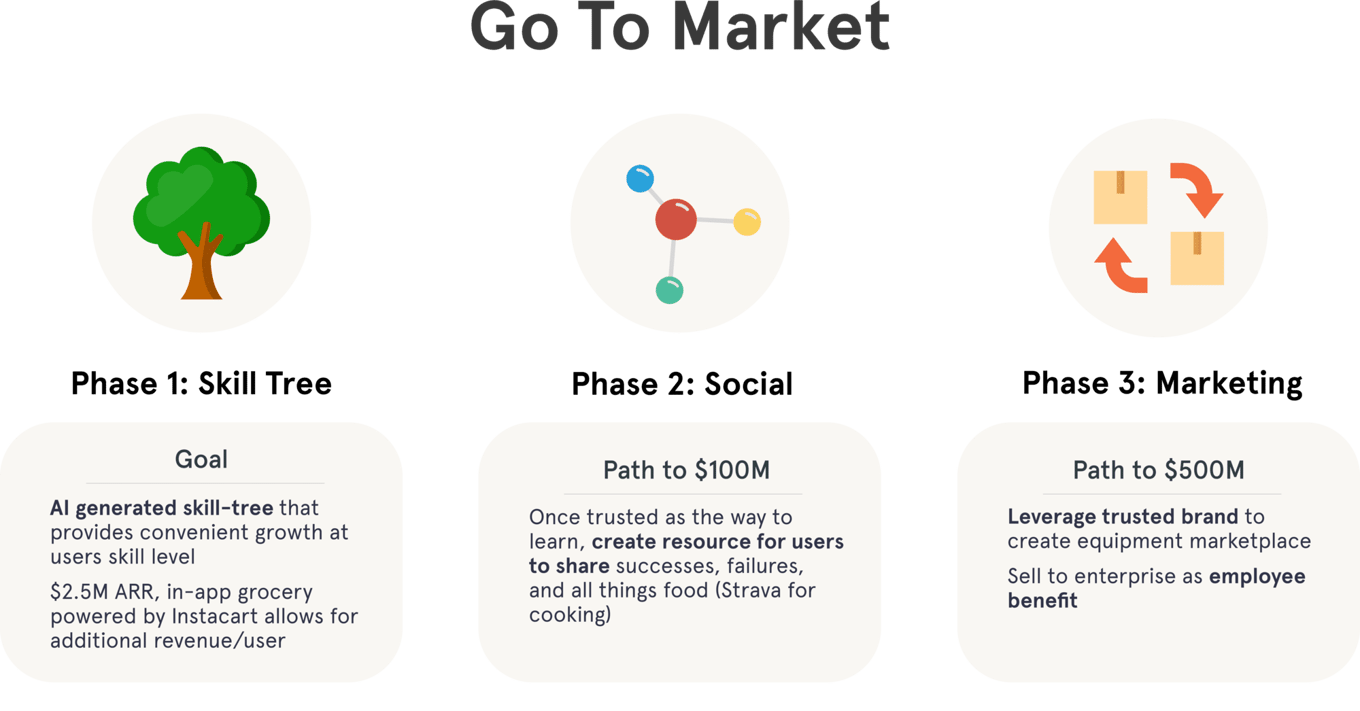 Go To Market
Phase 1: Skill Tree
Goal
AI generated skill-tree that
provides convenient growth at
users skill level
$2.5M ARR, in-app grocery
powered by Instacart allows for
additional revenue/user
Phase 2: Social
Path to $100M
Once trusted as the way to
learn, create resource for users
to share successes, failures,
and all things food (Strava for
cooking)
Phase 3: Marketing
Path to $500M
Leverage trusted brand to
create equipment marketplace
Sell to enterprise as employee
benefit